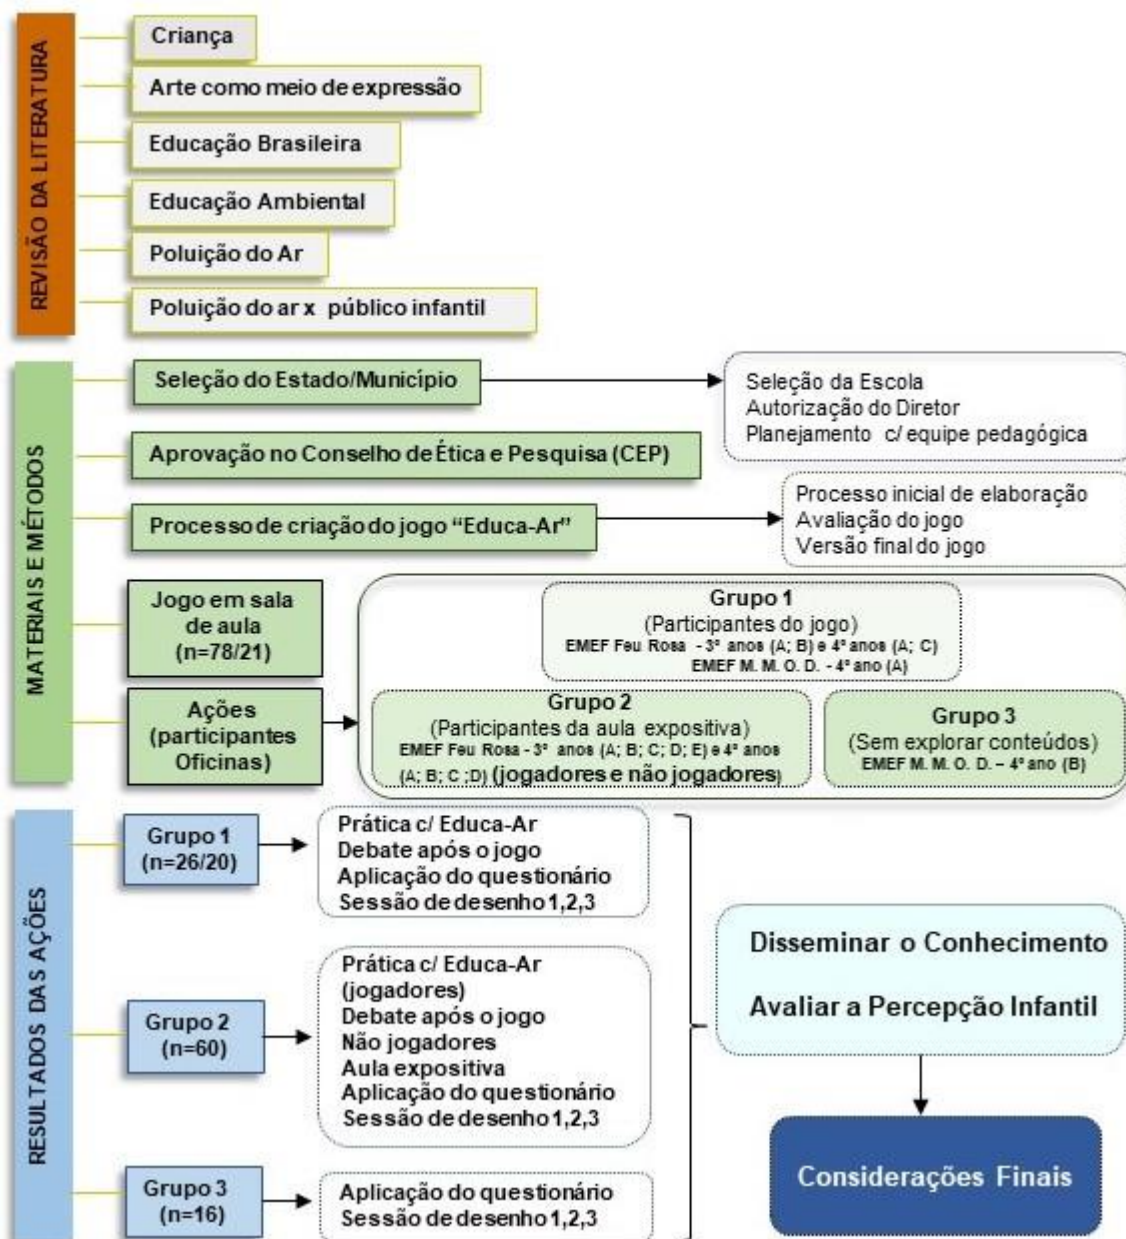 REVISÃO DA LITERATURA
Criança
Arte como meio de expressão
Educação Brasileira
Educação Ambiental
Poluição do Ar
Poluição do ar x público infantil
MATERIAIS E MÉTODOS
Seleção do Estado/Município
Seleção da Escola
Autorização do Diretor
Planejamento c/ equipe pedagógica
Aprovação no Conselho de Ética e Pesquisa (CEP)
Processo de criação do jogo “Educa-Ar”
Processo inicial de elaboração
Avaliação do jogo
Versão final do jogo
Jogo em sala
de aula
(n=78/21)
Ações
(participantes
Oficinas)
Grupo 1
(Participantes do jogo)
EMEF Feu Rosa - 3º anos (A; B) e 4º anos (A; C)
EMEF M. M. O. D. - 4º ano (A)
Grupo 2
(Participantes da aula expositiva)
EMEF Feu Rosa - 3º anos (A; B; C; D; E) e 4º anos
(A; B; C ;D) (jogadores e não jogadores)
Grupo 3
(Sem explorar conteúdos)
EMEF M. M. O. D. – 4º ano (B)
RESULTADOS DAS AÇÕES
Grupo 1
(n=26/20)
Prática c/ Educa-Ar
Debate após o jogo
Aplicação do questionário
Sessão de desenho 1,2,3
Grupo 2
(n=60)
Prática c/ Educa-Ar
(jogadores)
Debate após o jogo
Não jogadores
Aula expositiva
Aplicação do questionário
Sessão de desenho 1,2,3
Grupo 3
(n=16)
Aplicação do questionário
Sessão de desenho 1,2,3
Disseminar o Conhecimento
Avaliar a Percepção Infantil
Considerações Finais